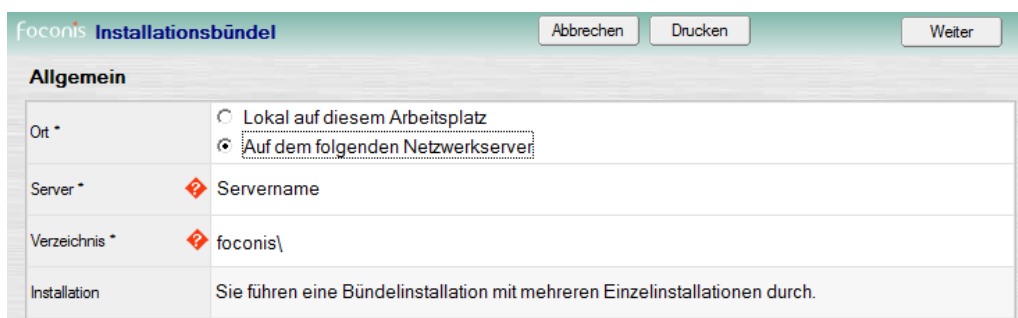 foconis Installationsbündel Abbrechen Drucken Weiter
Allgemein
Ort * Lokal auf diesem Arbeitsplatz
Auf dem folgenden Netzwerkserver
Server * ? Servername
Verzeichnis * ? foconis\
Installation Sie führen eine Bündelinstallation mit mehreren Einzelinstallationen durch.